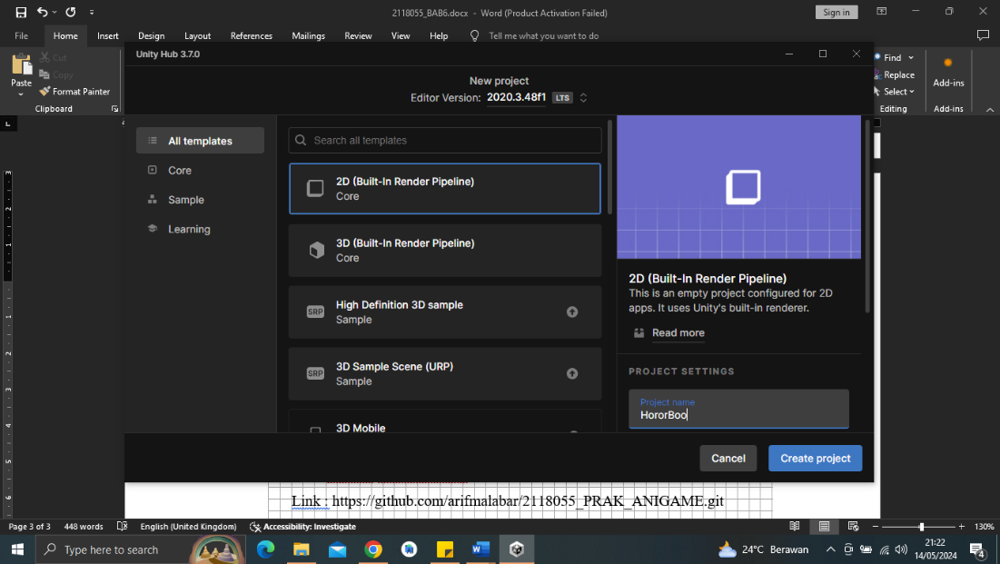 2118055_BAB6.docx - Word (Product Activation Failed)
Sign in
File Home Insert Design Layout References Mailings Review View Help Tell me what you want to do
Paste
Cut
Copy
Format Painter
Clipboard
Unity Hub 3.7.0
New project
Editor Version: 2020.3.48f1 LTS
Find
Replace
Select
Editing
Add-ins
Add-ins
All templates
Core
Sample
Learning
Search all templates
2D (Built-In Render Pipeline)
Core
3D (Built-In Render Pipeline)
Core
SRP
High Definition 3D sample
Sample
SRP
3D Sample Scene (URP)
Sample
3D Mobile
2D (Built-In Render Pipeline)
This is an empty project configured for 2D
apps. It uses Unity's built-in renderer.
Read more
PROJECT SETTINGS
Project name
HororBoo
Cancel
Create project
Link : https://github.com/arifmalabar/2118055_PRAK_ANIGAME.git
Page 3 of 3 448 words English (United Kingdom) Accessibility: Investigate
130%
Type here to search
24°C Berawan
21:22
14/05/2024
4